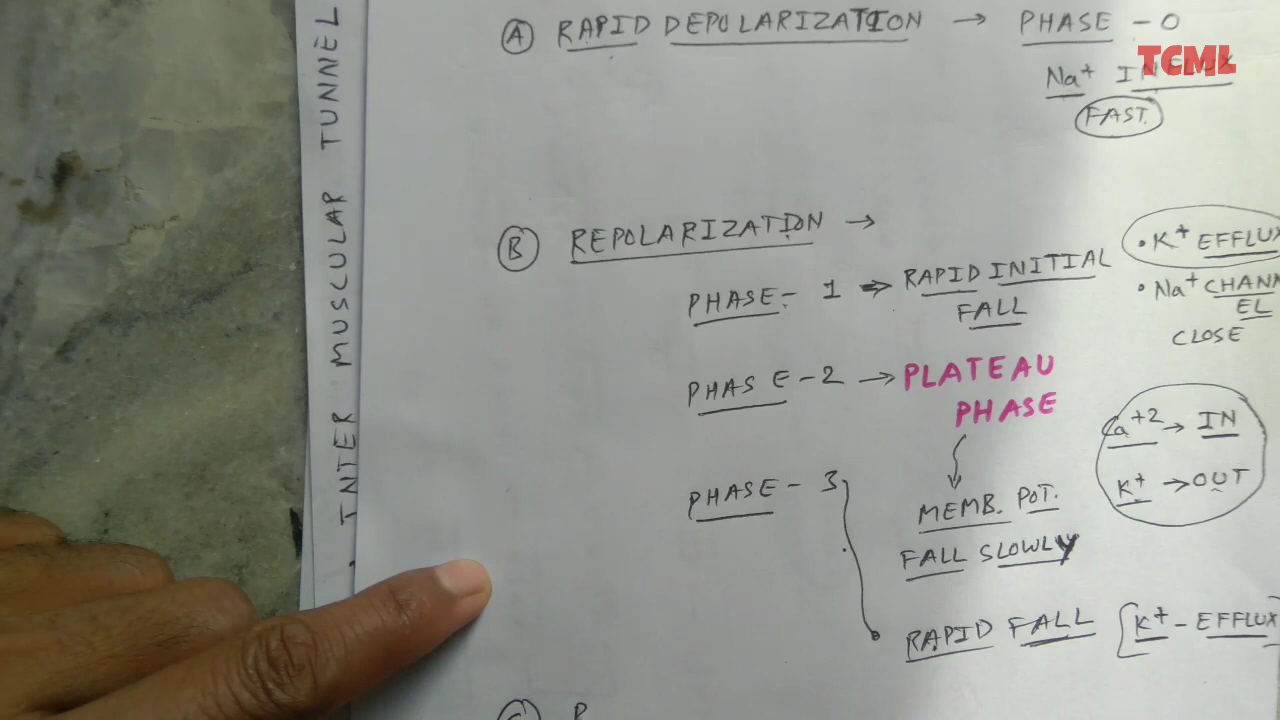 INTER MUSCULAR TUNNEL
TCML
A RAPID DEPOLARIZATION → PHASE - 0
Na+ INFLUX
FAST.
B REPOLARIZATION →
• K+ EFFLUX
PHASE - 1 → RAPID INITIAL
FALL
• Na+ CHANN
EL
CLOSE
PHASE - 2 → PLATEAU
PHASE
Ca+2 → IN
K+ → OUT
MEMB. POT.
FALL SLOWLY
PHASE - 3
RAPID FALL [K+ - EFFLUX]